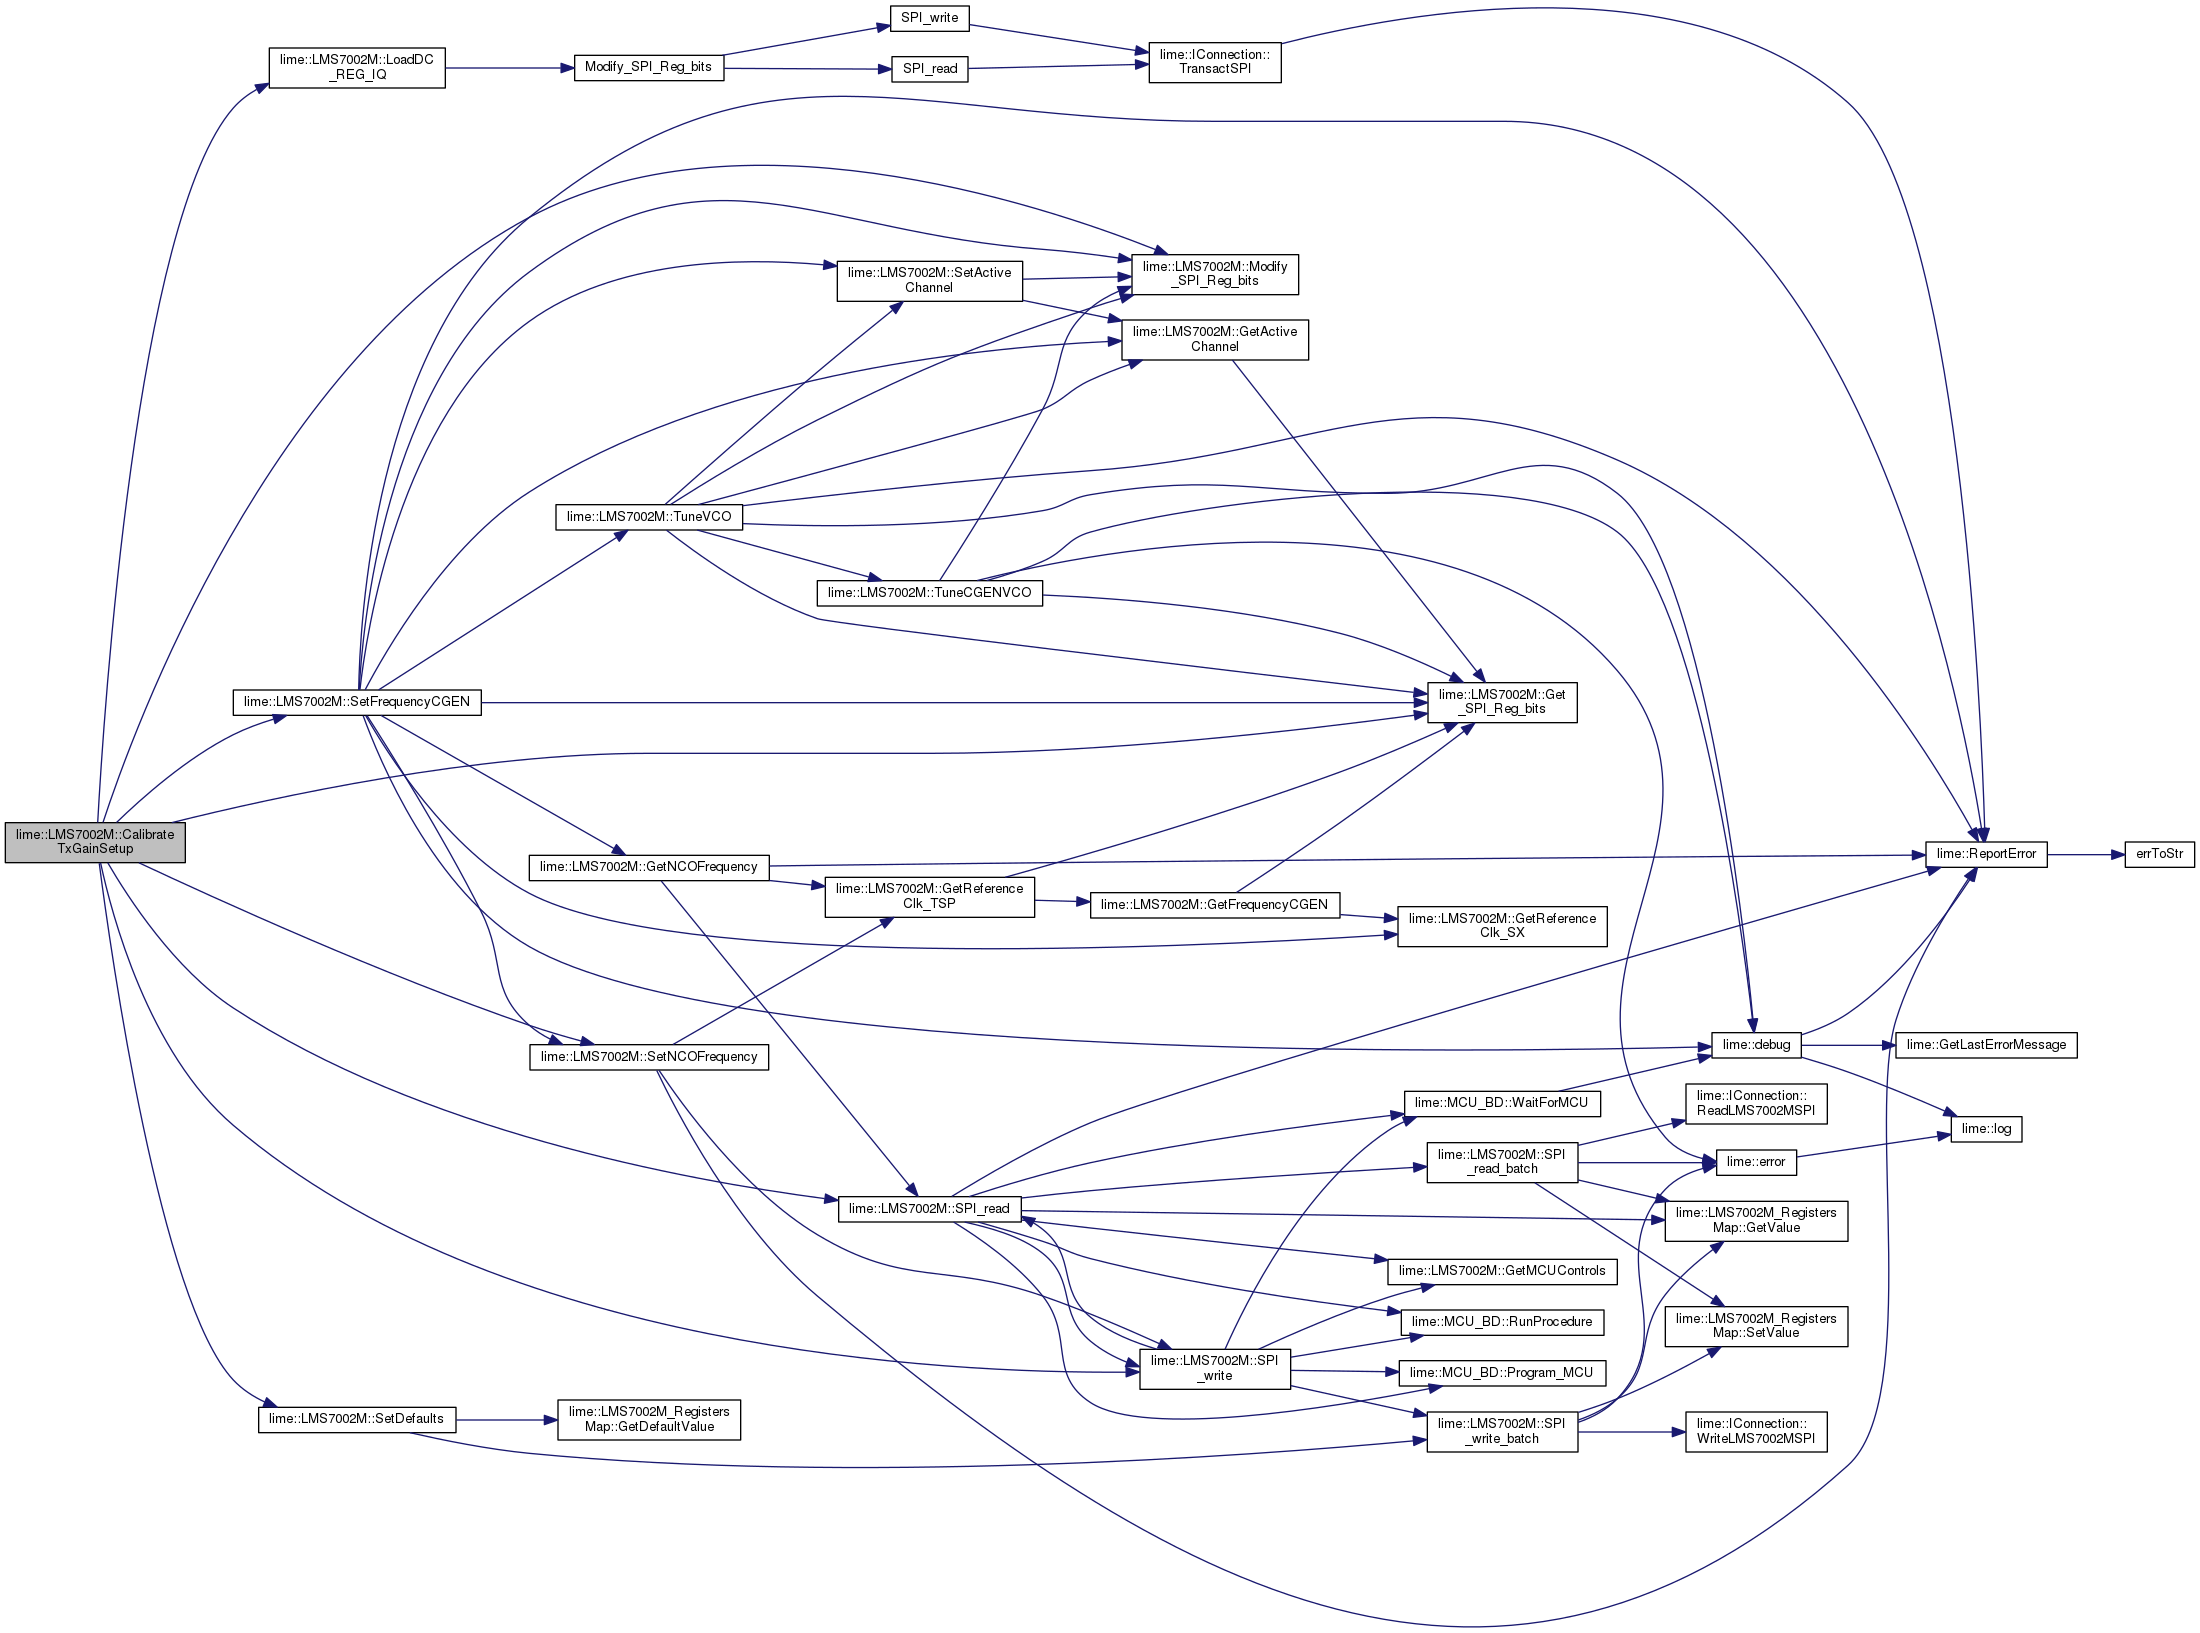 SPI_write
lime::LMS7002M::LoadDC
_REG_IQ
Modify_SPI_Reg_bits
SPI_read
lime::IConnection::
TransactSPI
lime::LMS7002M::SetActive
Channel
lime::LMS7002M::Modify
_SPI_Reg_bits
lime::LMS7002M::GetActive
Channel
lime::LMS7002M::TuneVCO
lime::LMS7002M::TuneCGENVCO
lime::LMS7002M::SetFrequencyCGEN
lime::LMS7002M::Get
_SPI_Reg_bits
lime::LMS7002M::Calibrate
TxGainSetup
lime::LMS7002M::GetNCOFrequency
lime::LMS7002M::GetReference
Clk_TSP
lime::LMS7002M::GetFrequencyCGEN
lime::LMS7002M::GetReference
Clk_SX
lime::ReportError
errToStr
lime::LMS7002M::SetNCOFrequency
lime::debug
lime::GetLastErrorMessage
lime::MCU_BD::WaitForMCU
lime::IConnection::
ReadLMS7002MSPI
lime::log
lime::LMS7002M::SPI
_read_batch
lime::error
lime::LMS7002M::SPI_read
lime::LMS7002M_Registers
Map::GetValue
lime::LMS7002M::GetMCUControls
lime::MCU_BD::RunProcedure
lime::LMS7002M_Registers
Map::SetValue
lime::LMS7002M::SPI
_write
lime::MCU_BD::Program_MCU
lime::LMS7002M::SetDefaults
lime::LMS7002M_Registers
Map::GetDefaultValue
lime::LMS7002M::SPI
_write_batch
lime::IConnection::
WriteLMS7002MSPI